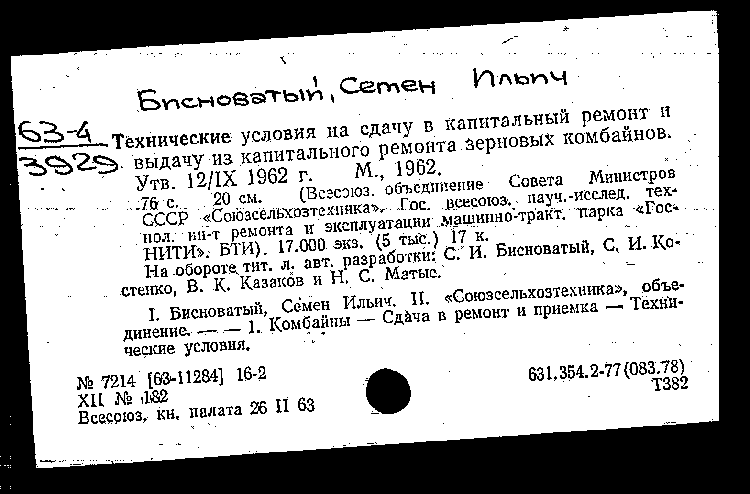 Бисноватый, Семен Ильич
63-4
3929
Технические условия на сдачу в капитальный ремонт и
выдачу из капитального ремонта зерновых комбайнов.
Утв. 12/IX 1962 г. М., 1962.
76 с. 20 см. (Всесоюз. объединение Совета Министров
СССР «Союзсельхозтехника». Гос. всесоюз. науч.-исслед. тех-
нол. ин-т ремонта и эксплуатации машинно-тракт. парка «Гос-
НИТИ». БТИ). 17.000 экз. (5 тыс.) 17 к.
На обороте тит. л. авт. разработки: С. И. Бисноватый, С. И. Ко-
стенко, В. К. Казаков и Н. С. Матыс.
I. Бисноватый, Семен Ильич. II. «Союзсельхозтехника», объе-
динение. — — 1. Комбайны — Сдача в ремонт и приемка — Техни-
ческие условия.
№ 7214 [63-11284] 16-2
XII № 182
Всесоюз. кн. палата 26 II 63
631.354.2-77(083.78)
Т382